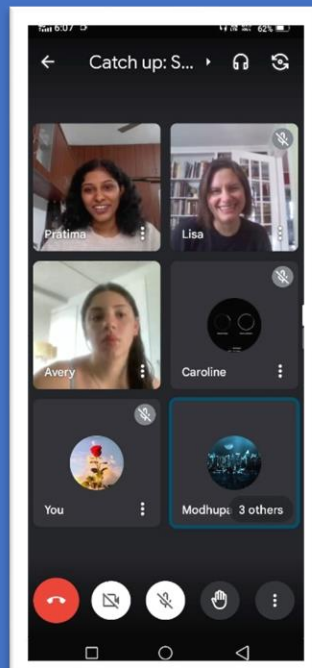 6:07
62%
Catch up: S...
Pratima
Lisa
Avery
Caroline
You
Modhupa 3 others